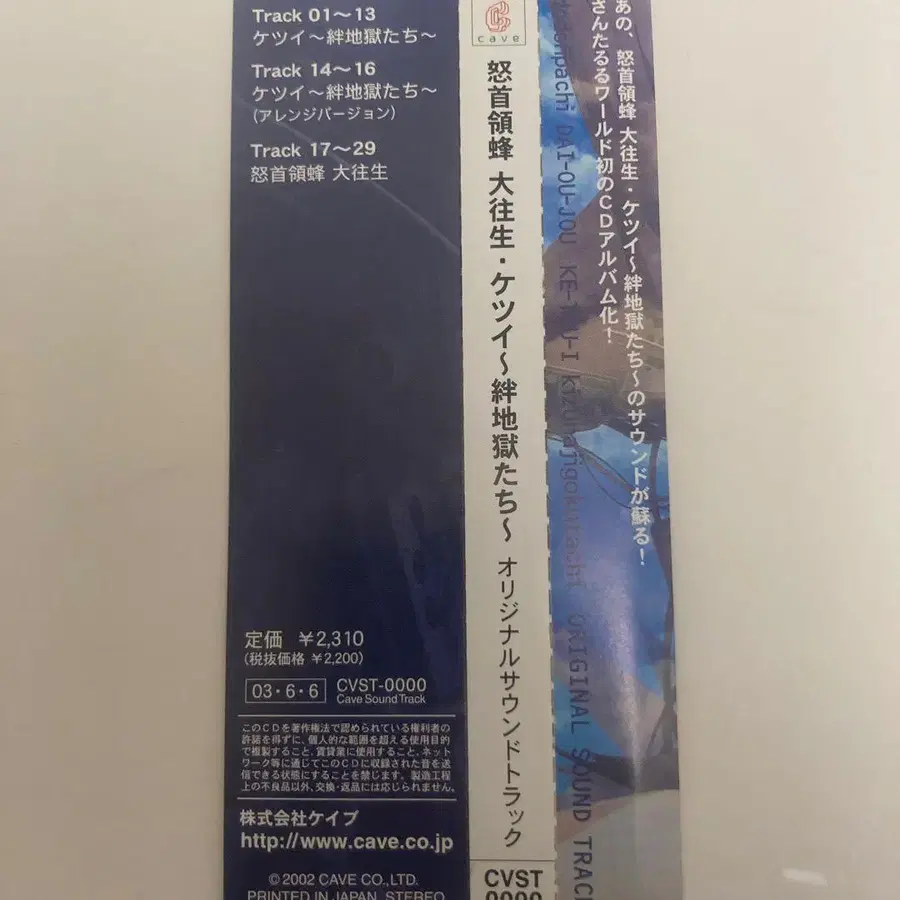 Track 01〜13
ケツイ〜絆地獄たち〜
Track 14〜16
ケツイ〜絆地獄たち〜
(アレンジバージョン)
Track 17〜29
怒首領蜂 大往生
定価 ¥2,310
(税抜価格 ¥2,200)
03・6・6 CVST-0000
Cave Sound Track
このCDを著作権法で認められている権利者の
許諾を得ずに、個人的な範囲を超える使用目的
で複製すること、賃貸業に使用すること、ネット
ワーク等に通じてこのCDに収録された音を送
信できる状態にすることを禁じます。製造工程
上の不良品以外、交換・返品には応じられません。
株式会社ケイブ
http://www.cave.co.jp
©2002 CAVE CO.,LTD.
PRINTED IN JAPAN, STEREO
cave
怒首領蜂 大往生・ケツイ〜絆地獄たち〜 オリジナルサウンドトラック
CVST
0000
あの、怒首領蜂 大往生・ケツイ〜絆地獄たち〜のサウンドが蘇る!
さんたるるワールド初のCDアルバム化!
DAI-OU-JOU kizunajigokutachi ORIGINAL SOUND TRACK